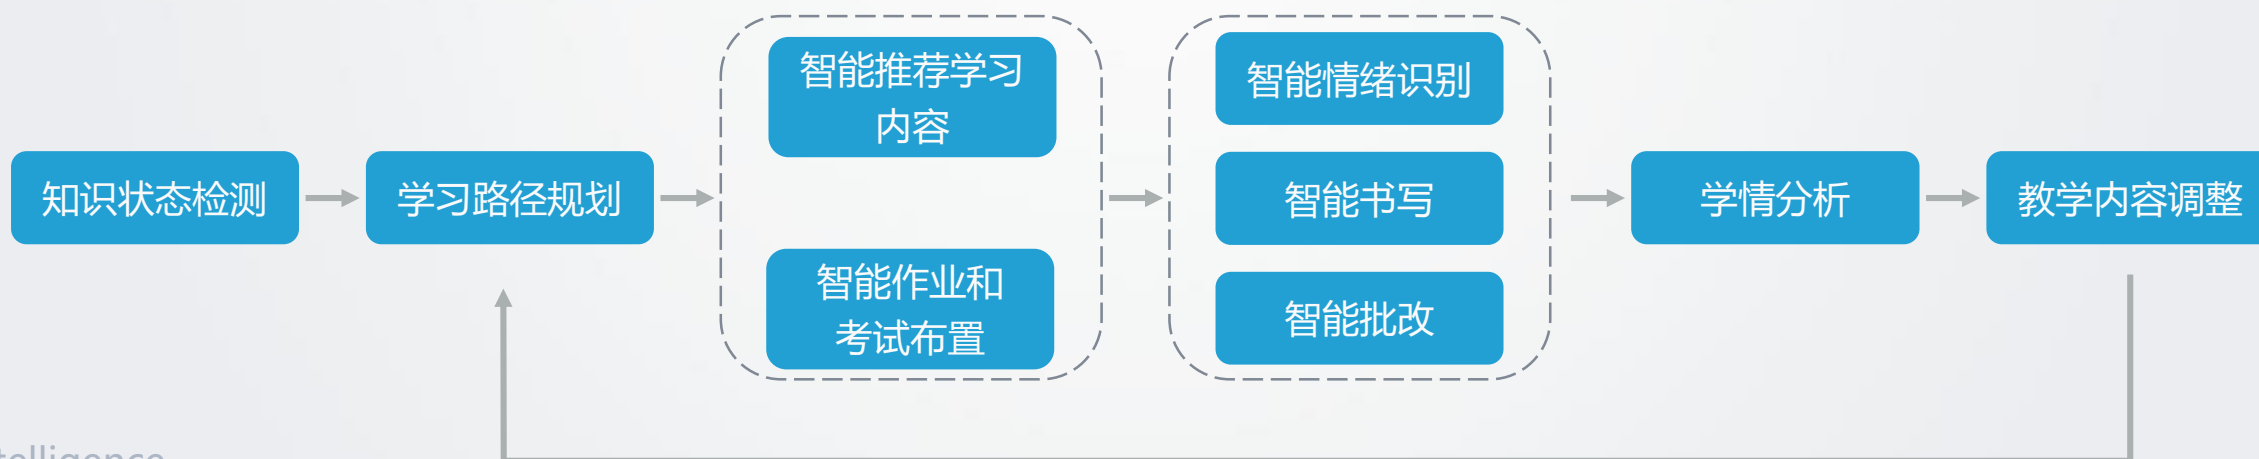 知识状态检测
学习路径规划
智能推荐学习
内容
智能作业和
考试布置
智能情绪识别
智能书写
智能批改
学情分析
教学内容调整
telligence